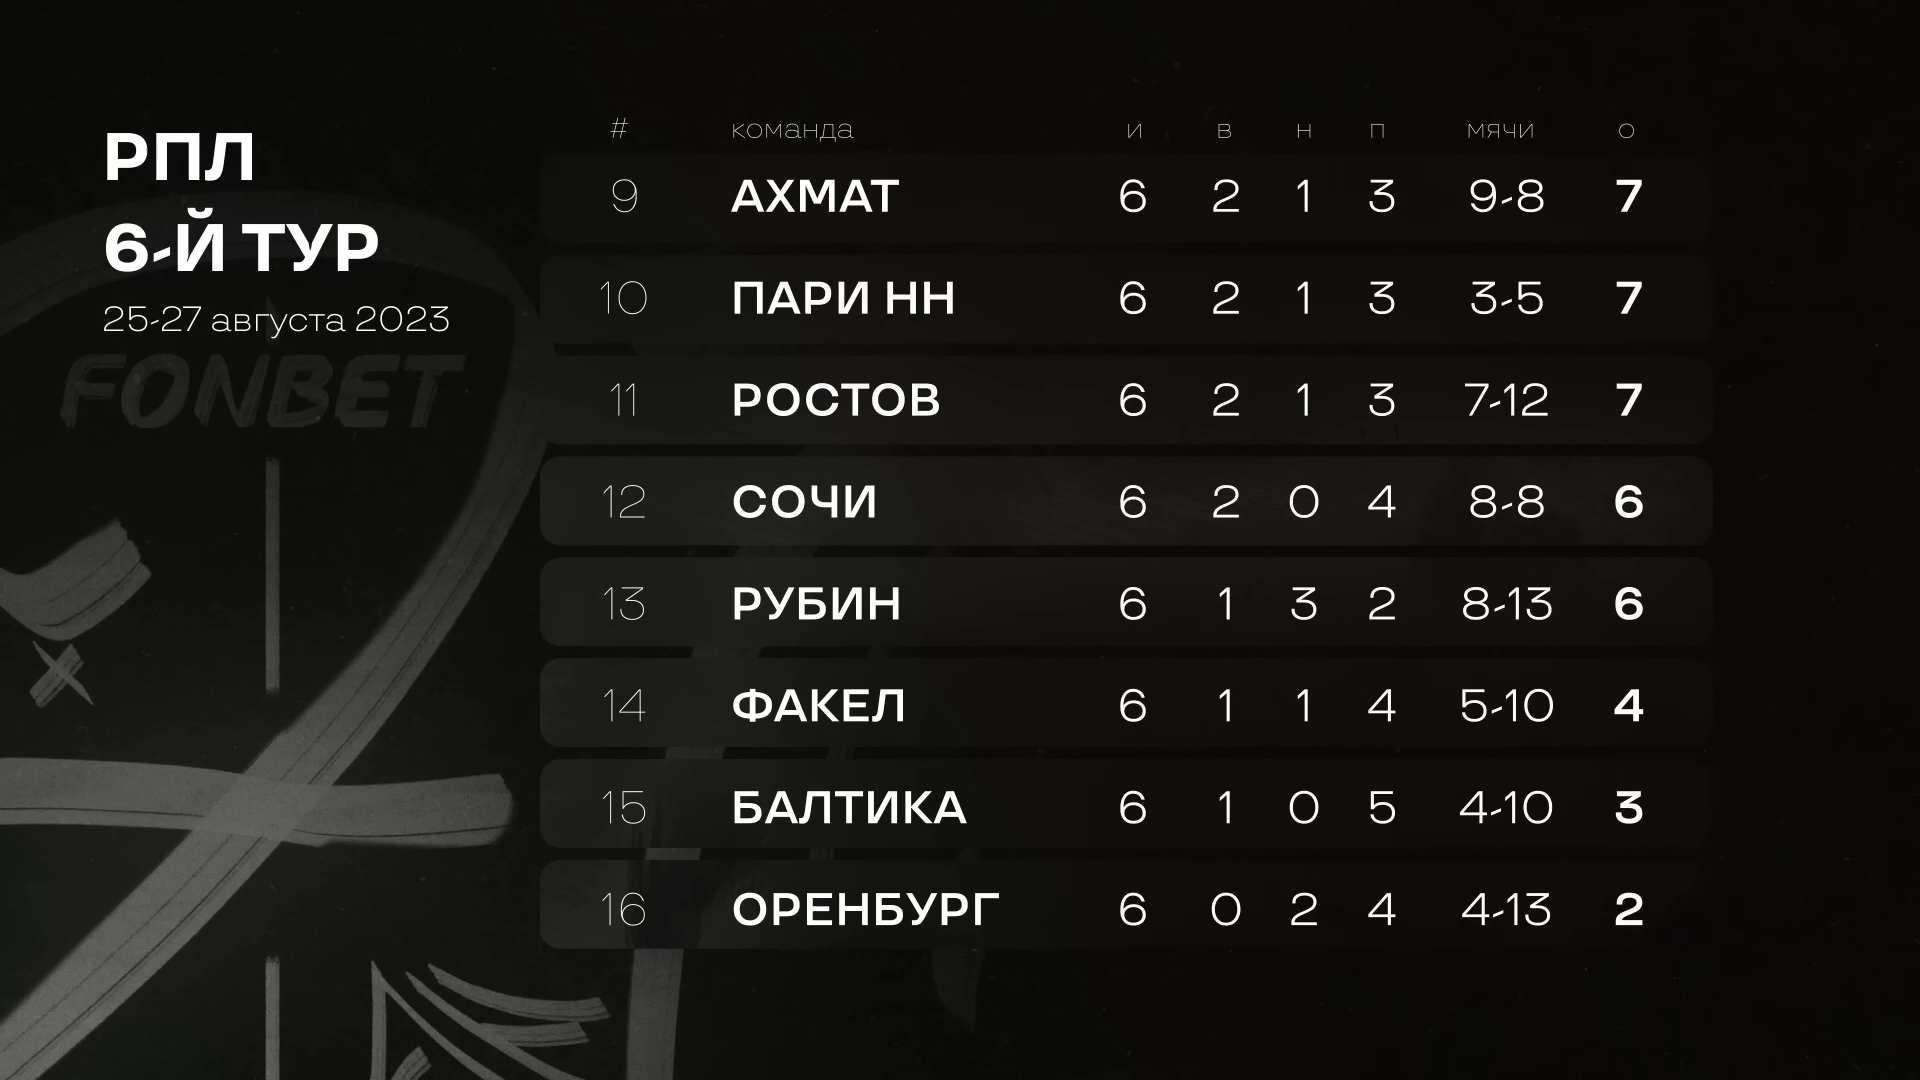 РПЛ
6-Й ТУР
25-27 августа 2023
FONBET
# команда и в н п мячи о
9 АХМАТ 6 2 1 3 9-8 7
10 ПАРИ НН 6 2 1 3 3-5 7
11 РОСТОВ 6 2 1 3 7-12 7
12 СОЧИ 6 2 0 4 8-8 6
13 РУБИН 6 1 3 2 8-13 6
14 ФАКЕЛ 6 1 1 4 5-10 4
15 БАЛТИКА 6 1 0 5 4-10 3
16 ОРЕНБУРГ 6 0 2 4 4-13 2